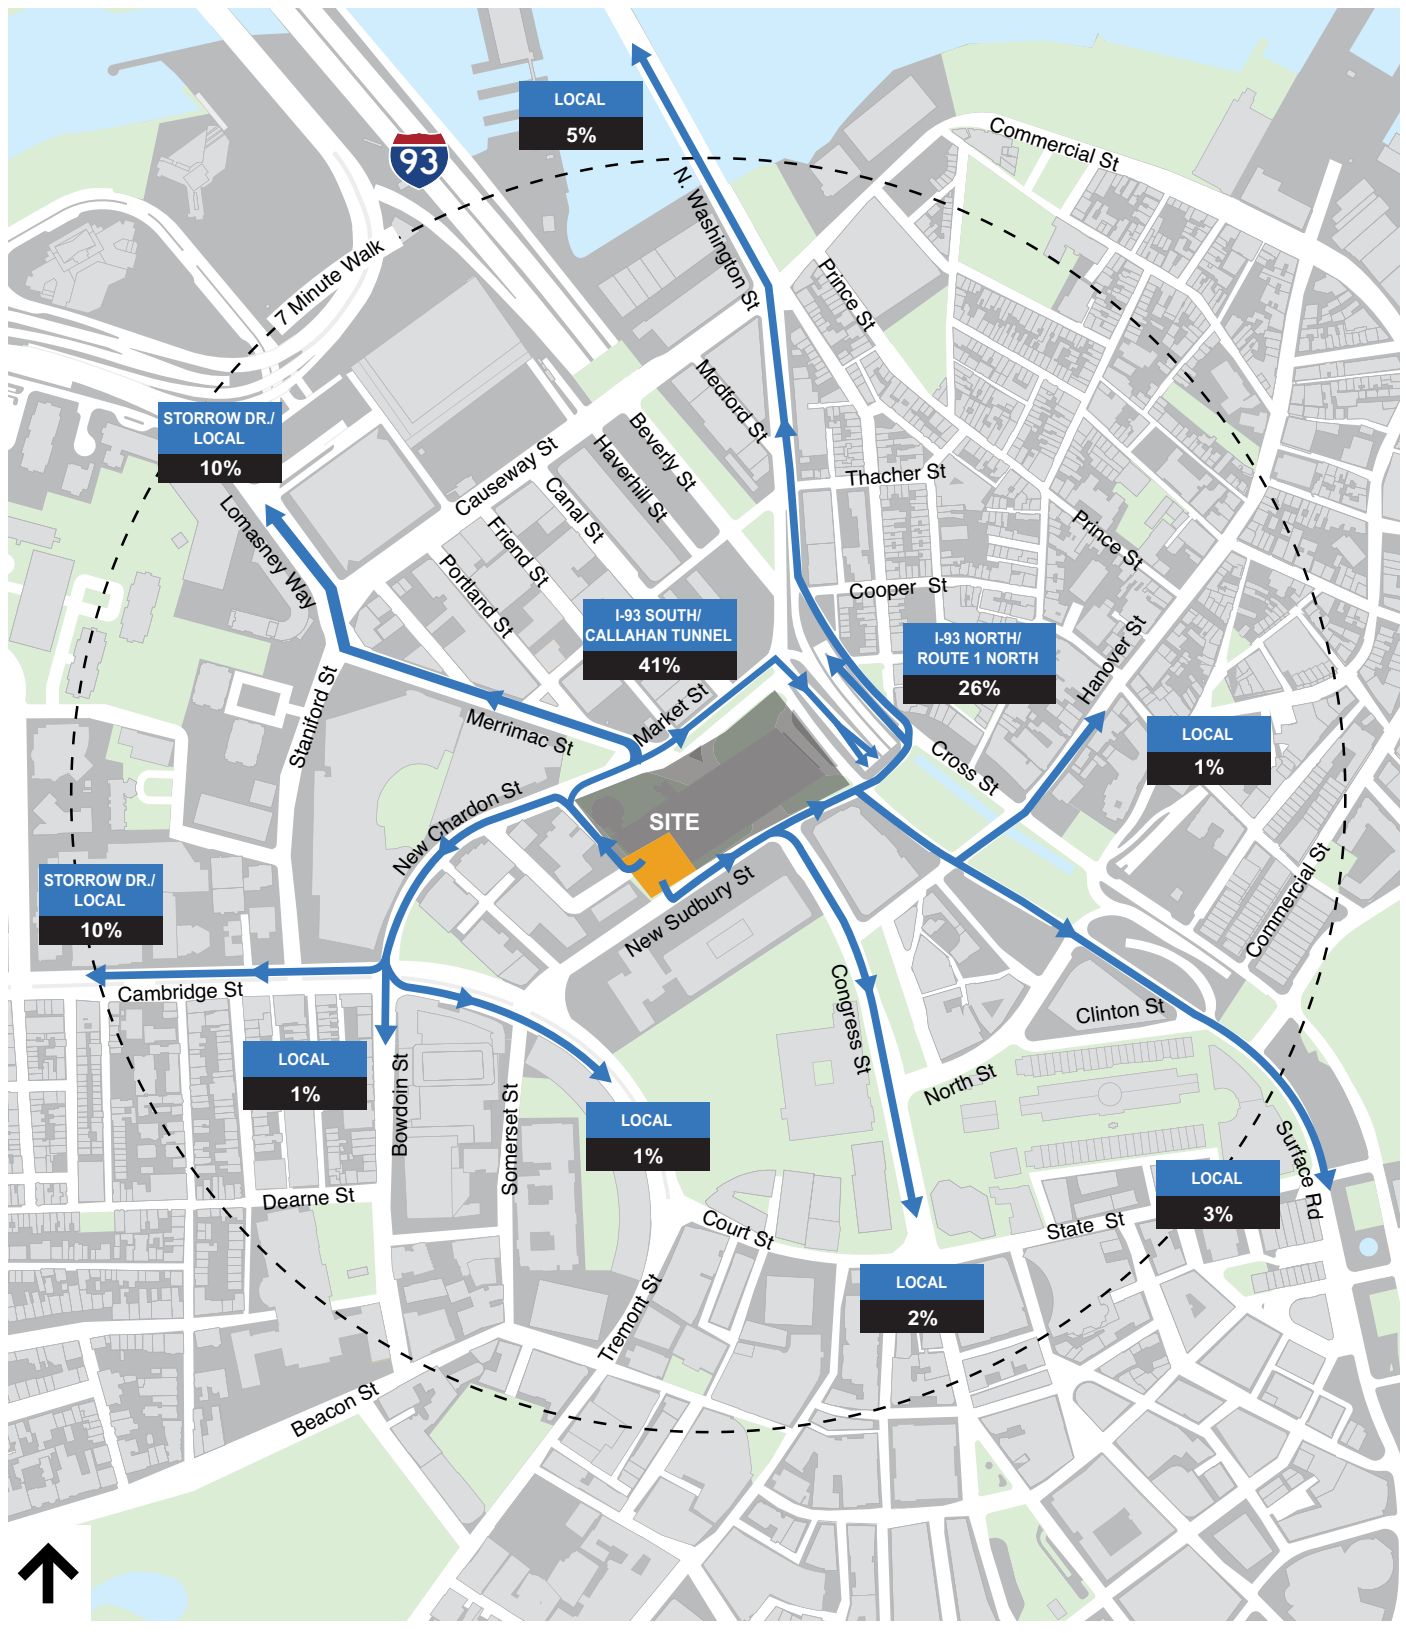 LOCAL
5%
93
Commercial St
N. Washington St
7 Minute Walk
Prince St
Medford St
STORROW DR./
LOCAL
10%
Beverly St
Haverhill St
Causeway St
Canal St
Thacher St
Lomasney Way
Friend St
Prince St
Portland St
Cooper St
I-93 SOUTH/
CALLAHAN TUNNEL
41%
I-93 NORTH/
ROUTE 1 NORTH
26%
Hanover St
Staniford St
Market St
Merrimac St
LOCAL
1%
Cross St
New Chardon St
SITE
STORROW DR./
LOCAL
10%
New Sudbury St
Commercial St
Cambridge St
Congress St
Clinton St
LOCAL
1%
Bowdoin St
North St
Somerset St
LOCAL
1%
Surface Rd
LOCAL
3%
Dearne St
Court St
State St
LOCAL
2%
Tremont St
Beacon St